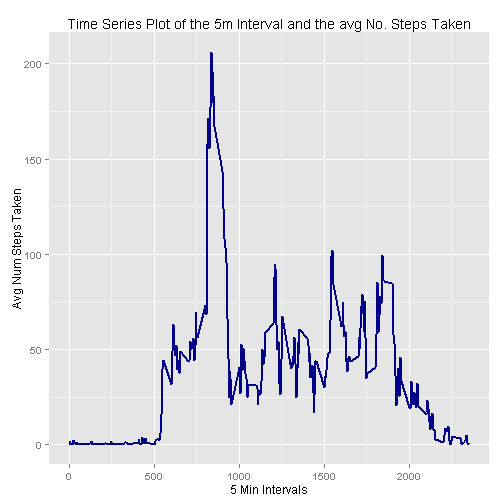 Time Series Plot of the 5m Interval and the avg No. Steps Taken
200
150
100
50
0
Avg Num Steps Taken
0 500 1000 1500 2000
5 Min Intervals